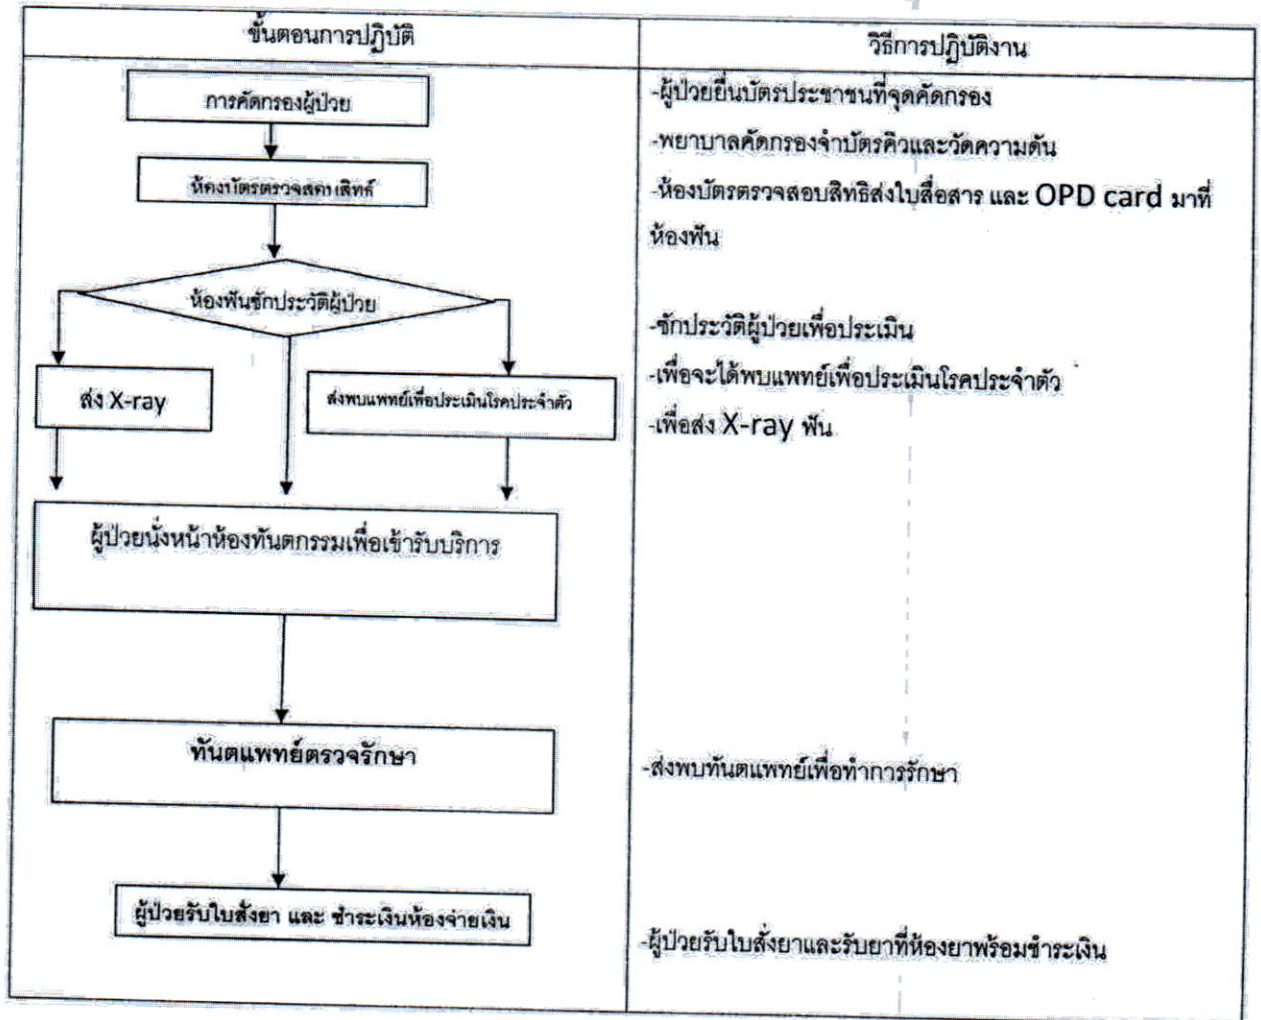 ขั้นตอนการปฏิบัติ
วิธีการปฏิบัติงาน
การคัดกรองผู้ป่วย
ห้องบัตรตรวจสอบสิทธิ์
ห้องฟันซักประวัติผู้ป่วย
ส่ง X-ray
ส่งพบแพทย์เพื่อประเมินโรคประจำตัว
ผู้ป่วยนั่งหน้าห้องทันตกรรมเพื่อเข้ารับบริการ
ทันตแพทย์ตรวจรักษา
ผู้ป่วยรับใบสั่งยา และ ชำระเงินห้องจ่ายเงิน
-ผู้ป่วยยื่นบัตรประชาชนที่จุดคัดกรอง
-พยาบาลคัดกรองจำบัตรคิวและวัดความดัน
-ห้องบัตรตรวจสอบสิทธิส่งใบสื่อสาร และ OPD card มาที่
ห้องฟัน
-ซักประวัติผู้ป่วยเพื่อประเมิน
-เพื่อจะได้พบแพทย์เพื่อประเมินโรคประจำตัว
-เพื่อส่ง X-ray ฟัน
-ส่งพบทันตแพทย์เพื่อทำการรักษา
-ผู้ป่วยรับใบสั่งยาและรับยาที่ห้องยาพร้อมชำระเงิน